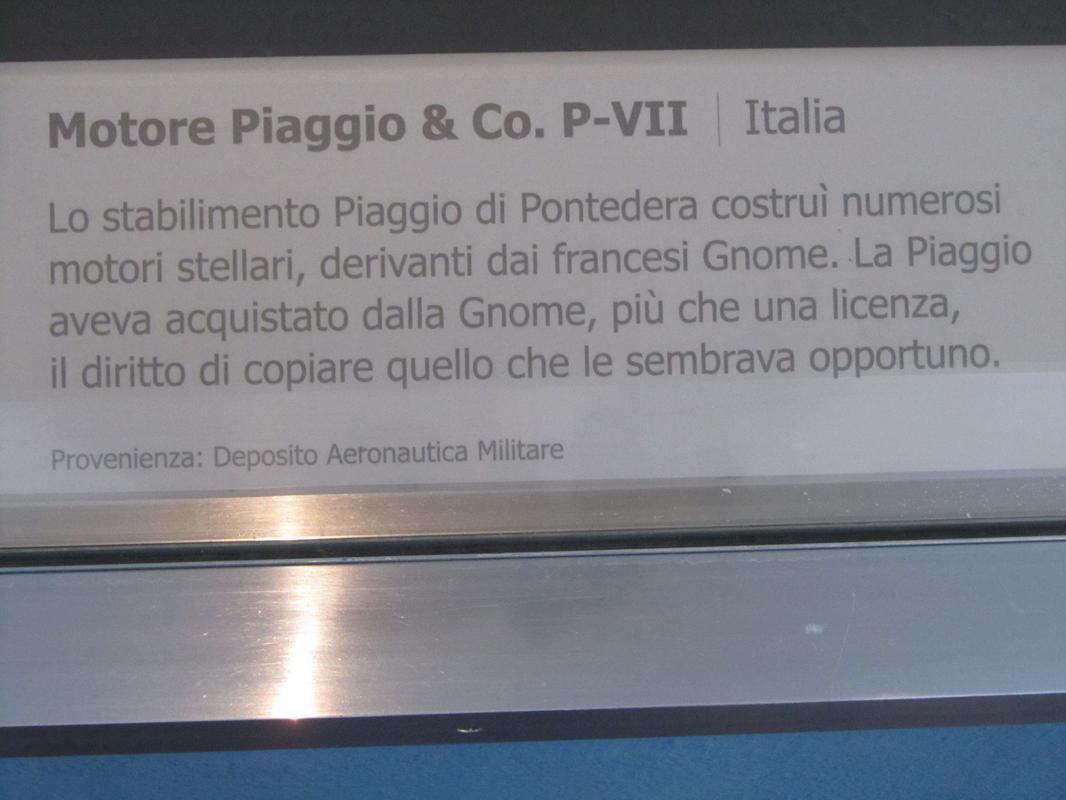 Motore Piaggio & Co. P-VII | Italia
Lo stabilimento Piaggio di Pontedera costruì numerosi
motori stellari, derivanti dai francesi Gnome. La Piaggio
aveva acquistato dalla Gnome, più che una licenza,
il diritto di copiare quello che le sembrava opportuno.
Provenienza: Deposito Aeronautica Militare